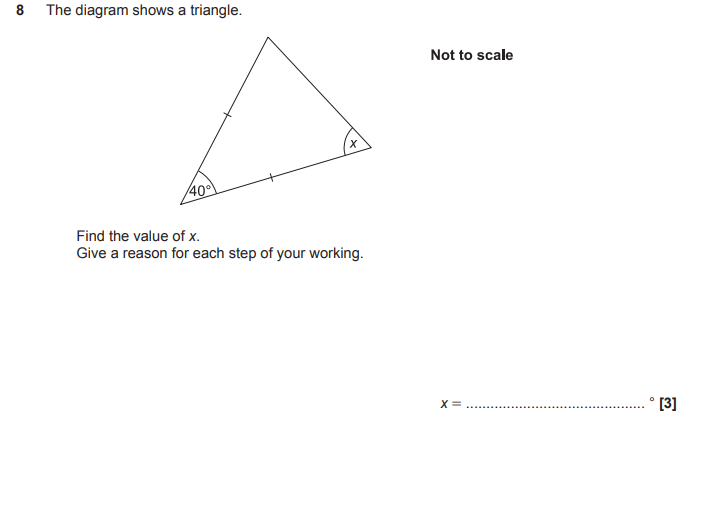 8 The diagram shows a triangle.
Not to scale
x
40°
Find the value of x.
Give a reason for each step of your working.
x = ............................................ ° [3]